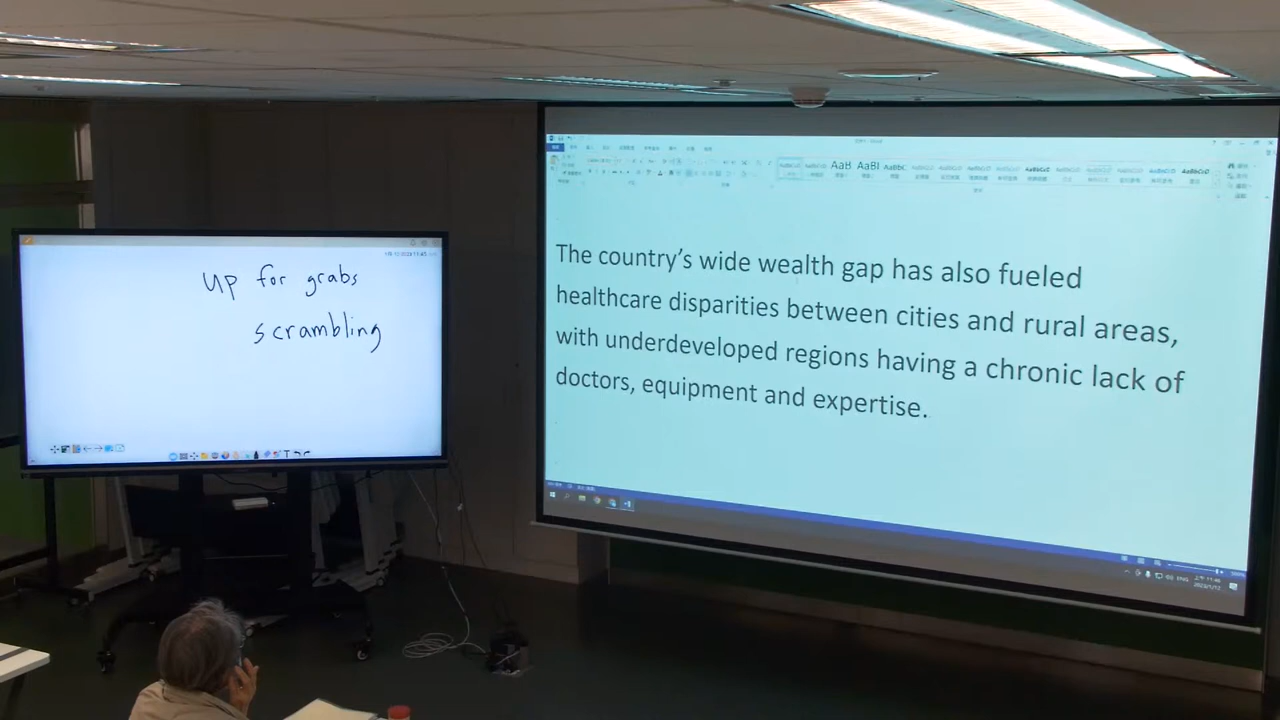 up for grabs
scrambling
The country's wide wealth gap has also fueled
healthcare disparities between cities and rural areas,
with underdeveloped regions having a chronic lack of
doctors, equipment and expertise.